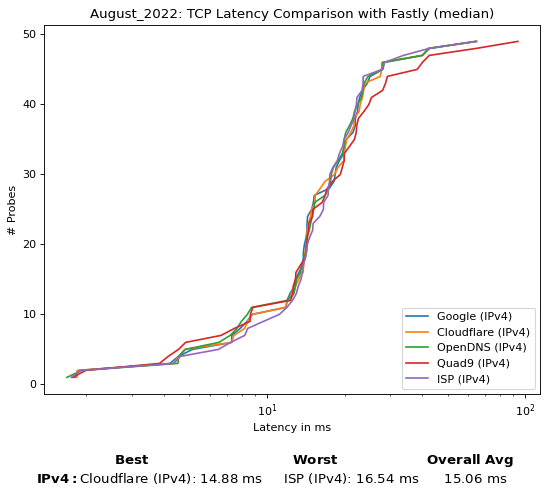 August_2022: TCP Latency Comparison with Fastly (median)
50
40
30
20
10
0
# Probes
10¹
10²
Latency in ms
Google (IPv4)
Cloudflare (IPv4)
OpenDNS (IPv4)
Quad9 (IPv4)
ISP (IPv4)
Best Worst Overall Avg
IPv4: Cloudflare (IPv4): 14.88 ms ISP (IPv4): 16.54 ms 15.06 ms